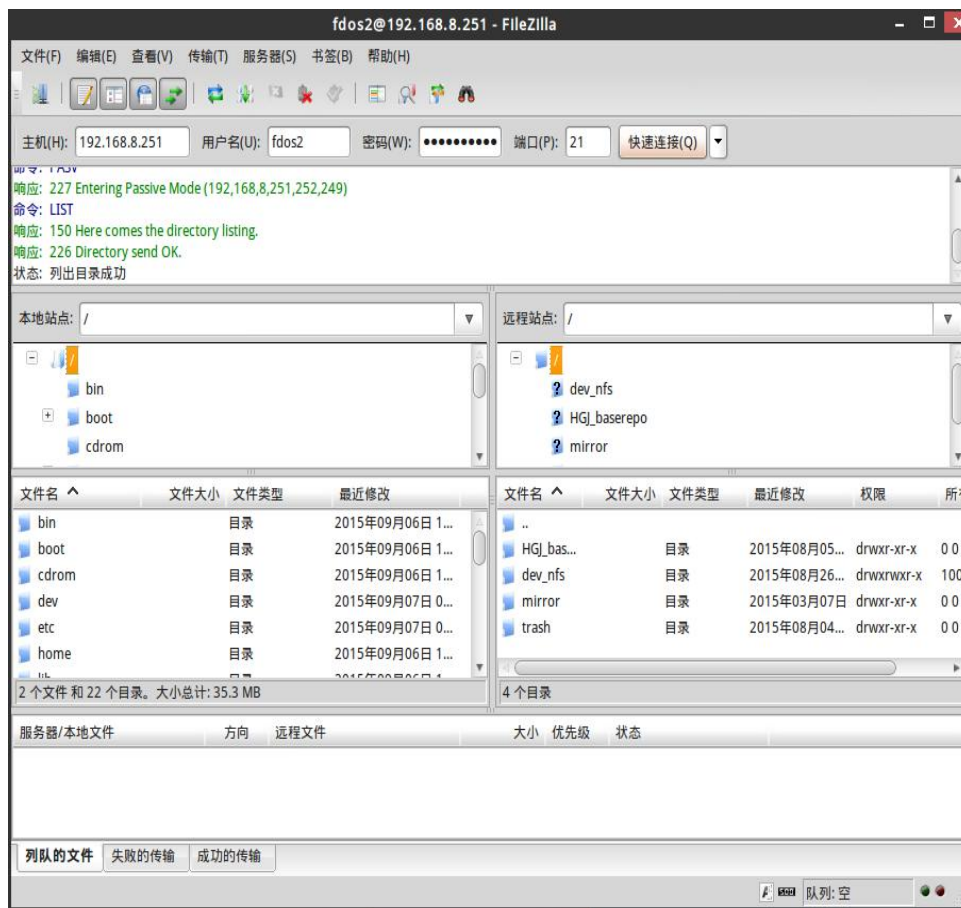 fdos2@192.168.8.251 - FileZilla
文件(F) 编辑(E) 查看(V) 传输(T) 服务器(S) 书签(B) 帮助(H)
主机(H): 192.168.8.251 用户名(U): fdos2 密码(W): ●●●●●●●●●● 端口(P): 21 快速连接(Q)
命令: PASV
响应: 227 Entering Passive Mode (192,168,8,251,252,249)
命令: LIST
响应: 150 Here comes the directory listing.
响应: 226 Directory send OK.
状态: 列出目录成功
本地站点: / 远程站点: /
/ /
bin ? dev_nfs
boot ? HGJ_baserepo
cdrom ? mirror
文件名 文件大小 文件类型 最近修改 文件名 文件大小 文件类型 最近修改 权限
bin 目录 2015年09月06日 1... ..
boot 目录 2015年09月06日 1... HGJ_bas... 目录 2015年08月05... drwxr-xr-x 0 0
cdrom 目录 2015年09月06日 1... dev_nfs 目录 2015年08月26... drwxrwxr-x 100
dev 目录 2015年09月07日 0... mirror 目录 2015年03月07日 drwxr-xr-x 0 0
etc 目录 2015年09月07日 0... trash 目录 2015年08月04... drwxr-xr-x 0 0
home 目录 2015年09月06日 1...
2 个文件 和 22 个目录。大小总计: 35.3 MB 4 个目录
服务器/本地文件 方向 远程文件 大小 优先级 状态
列队的文件 失败的传输 成功的传输
队列: 空